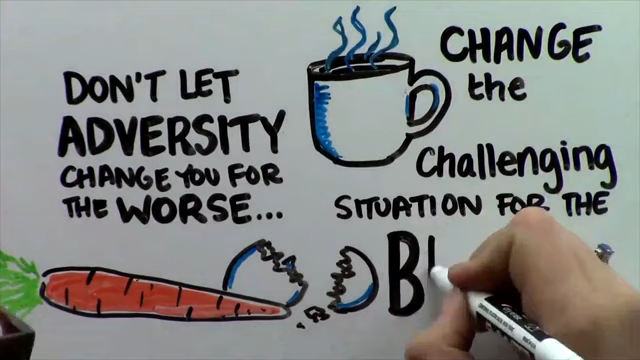 DON'T LET
ADVERSITY
CHANGE YOU FOR
THE WORSE...
CHANGE
the
Challenging
SITUATION FOR THE
B